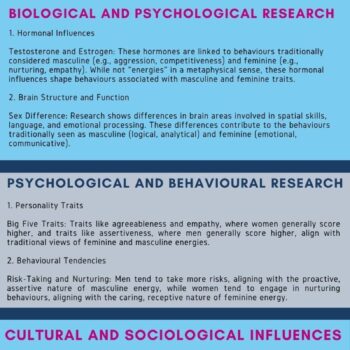 BIOLOGICAL AND PSYCHOLOGICAL RESEARCH
1. Hormonal Influences
Testosterone and Estrogen: These hormones are linked to behaviours traditionally
considered masculine (e.g., aggression, competitiveness) and feminine (e.g.,
nurturing, empathy). While not "energies" in a metaphysical sense, these hormonal
influences shape behaviours associated with masculine and feminine traits.
2. Brain Structure and Function
Sex Difference: Research shows differences in brain areas involved in spatial skills,
language, and emotional processing. These differences contribute to the behaviours
traditionally seen as masculine (logical, analytical) and feminine (emotional,
communicative).
PSYCHOLOGICAL AND BEHAVIOURAL RESEARCH
1. Personality Traits
Big Five Traits: Traits like agreeableness and empathy, where women generally score
higher, and traits like assertiveness, where men generally score higher, align with
traditional views of feminine and masculine energies.
2. Behavioural Tendencies
Risk-Taking and Nurturing: Men tend to take more risks, aligning with the proactive,
assertive nature of masculine energy, while women tend to engage in nurturing
behaviours, aligning with the caring, receptive nature of feminine energy.
CULTURAL AND SOCIOLOGICAL INFLUENCES